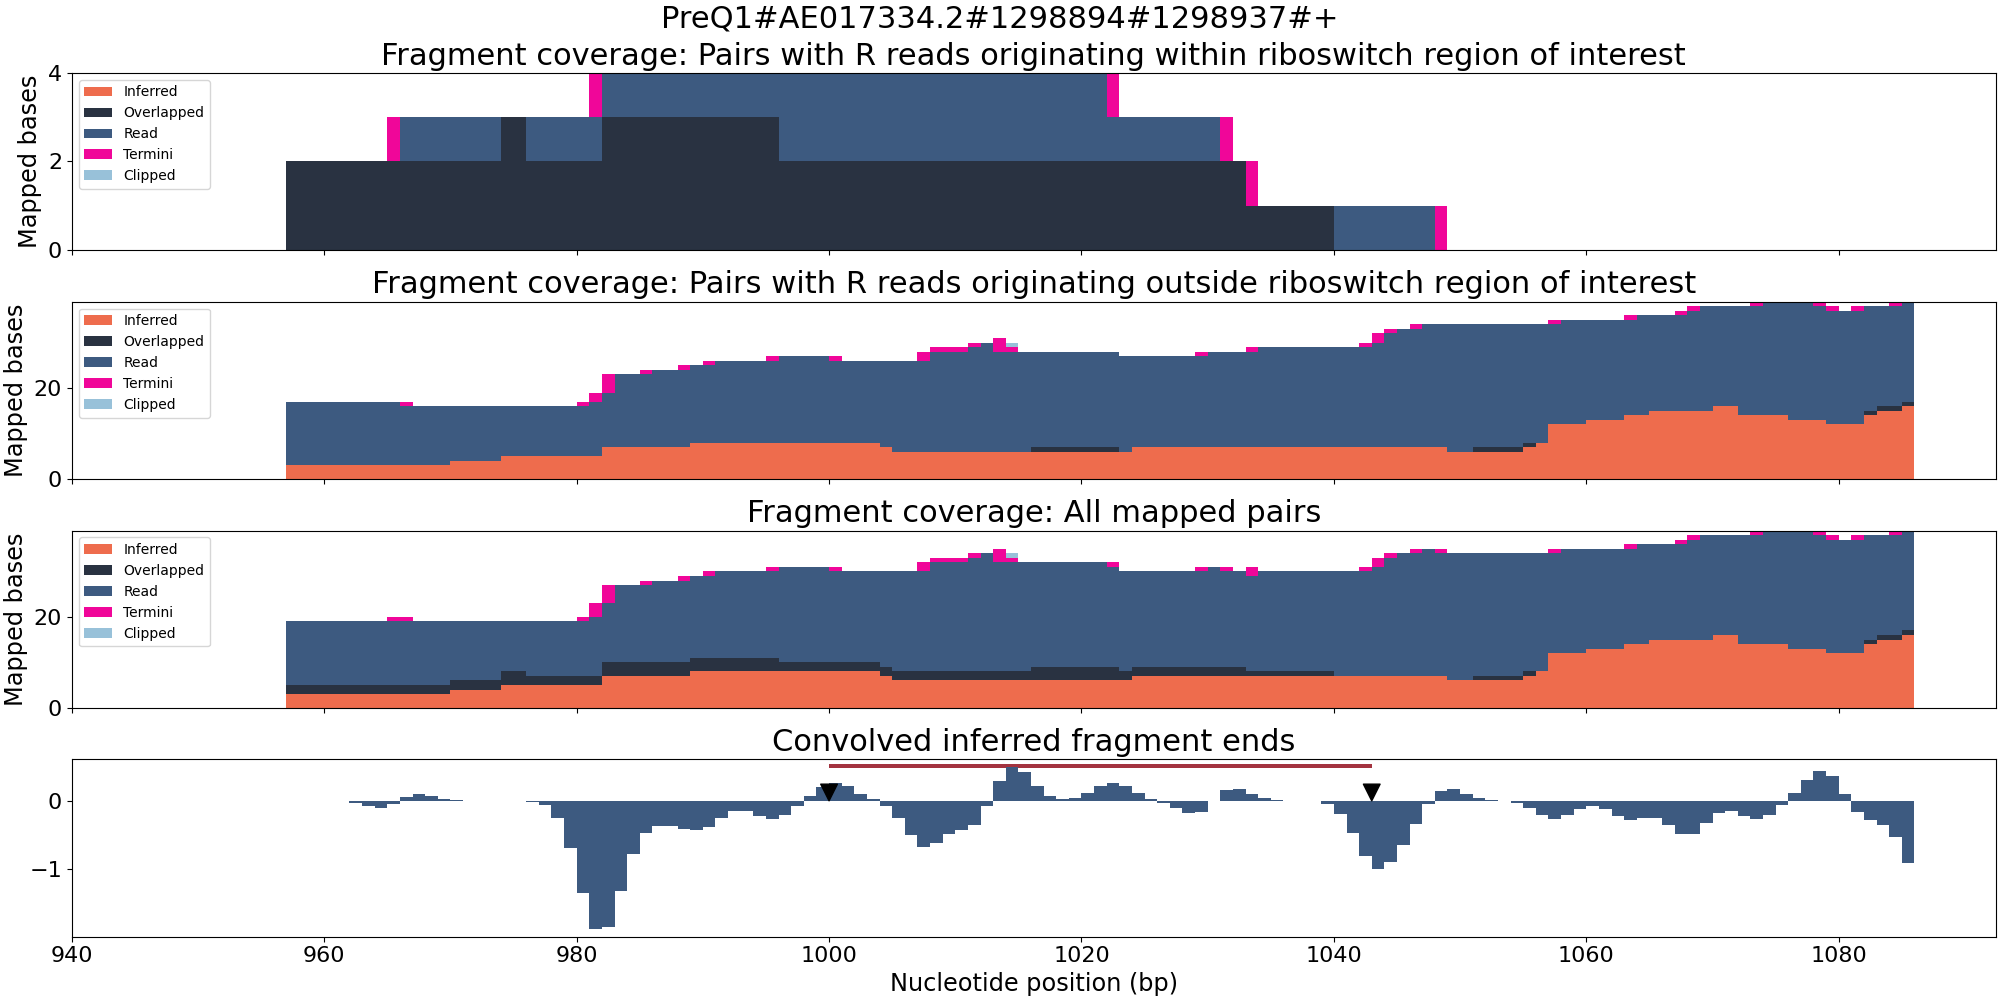 PreQ1#AE017334.2#1298894#1298937#+
Fragment coverage: Pairs with R reads originating within riboswitch region of interest
Mapped bases
4
2
0
Inferred
Overlapped
Read
Termini
Clipped
Fragment coverage: Pairs with R reads originating outside riboswitch region of interest
Mapped bases
20
0
Inferred
Overlapped
Read
Termini
Clipped
Fragment coverage: All mapped pairs
Mapped bases
20
0
Inferred
Overlapped
Read
Termini
Clipped
Convolved inferred fragment ends
0
−1
940 960 980 1000 1020 1040 1060 1080
Nucleotide position (bp)